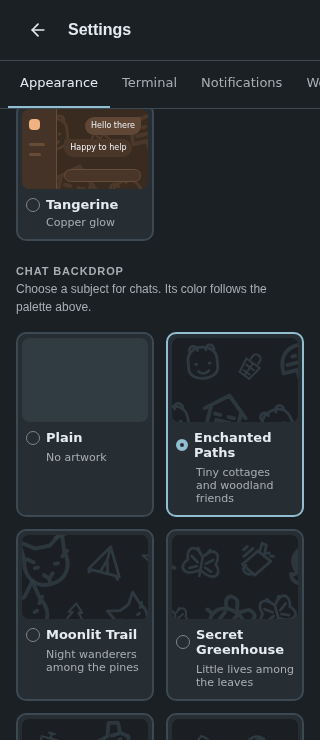 Settings
Appearance
Terminal
Notifications
Hello there
Happy to help
Tangerine
Copper glow
CHAT BACKDROP
Choose a subject for chats. Its color follows the
palette above.
Plain
No artwork
Enchanted
Paths
Tiny cottages
and woodland
friends
Moonlit Trail
Night wanderers
among the pines
Secret
Greenhouse
Little lives among
the leaves